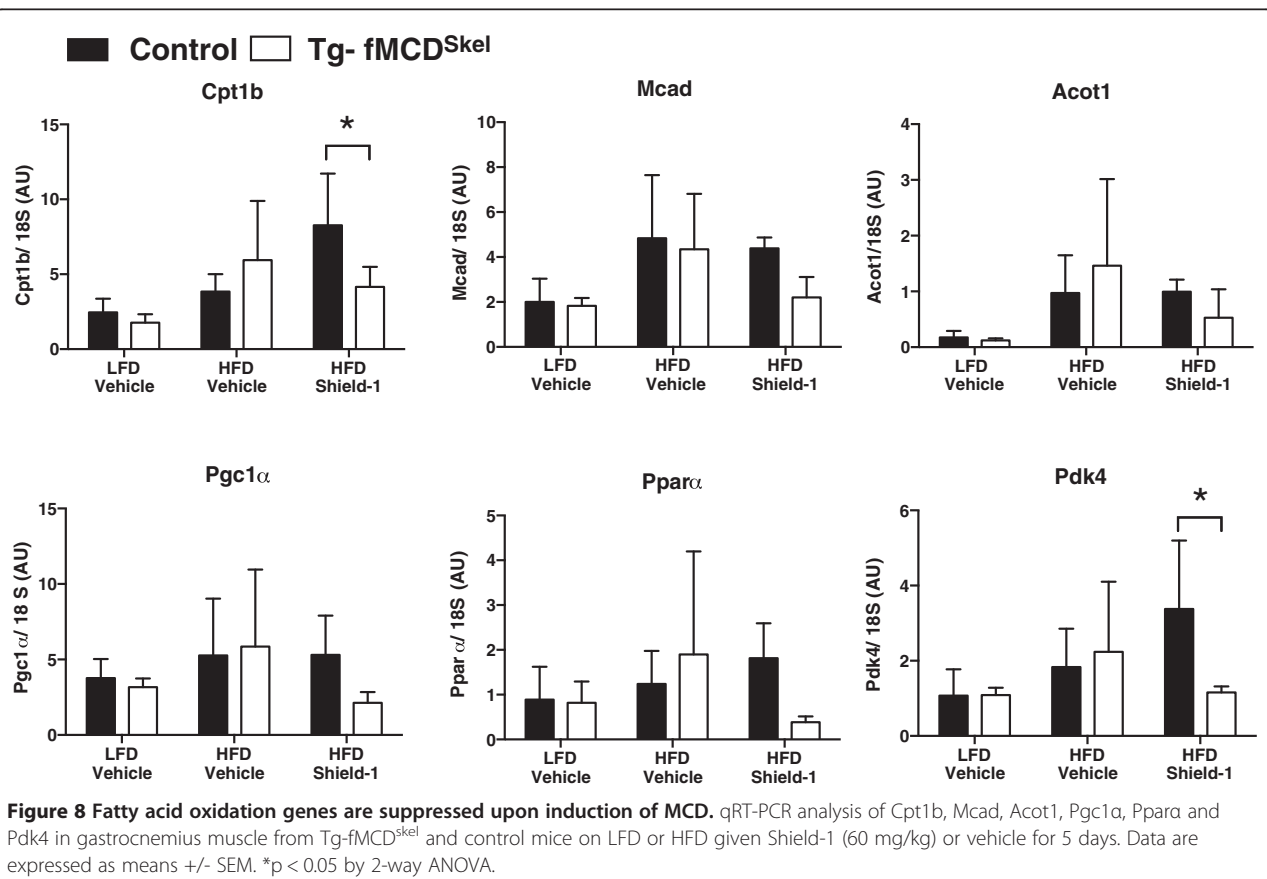 Control Tg- fMCDSkel
Cpt1b
Cpt1b/ 18S (AU)
15
10
5
0
*
LFD Vehicle
HFD Vehicle
HFD Shield-1
Mcad
Mcad/ 18S (AU)
10
8
6
4
2
0
LFD Vehicle
HFD Vehicle
HFD Shield-1
Acot1
Acot1/18S (AU)
4
3
2
1
0
LFD Vehicle
HFD Vehicle
HFD Shield-1
Pgc1α
Pgc1α/ 18 S (AU)
15
10
5
0
LFD Vehicle
HFD Vehicle
HFD Shield-1
Pparα
Ppar α/ 18S (AU)
5
4
3
2
1
0
LFD Vehicle
HFD Vehicle
HFD Shield-1
Pdk4
Pdk4/ 18S (AU)
6
4
2
0
*
LFD Vehicle
HFD Vehicle
HFD Shield-1
Figure 8 Fatty acid oxidation genes are suppressed upon induction of MCD. qRT-PCR analysis of Cpt1b, Mcad, Acot1, Pgc1α, Pparα and
Pdk4 in gastrocnemius muscle from Tg-fMCDskel and control mice on LFD or HFD given Shield-1 (60 mg/kg) or vehicle for 5 days. Data are
expressed as means +/- SEM. *p < 0.05 by 2-way ANOVA.